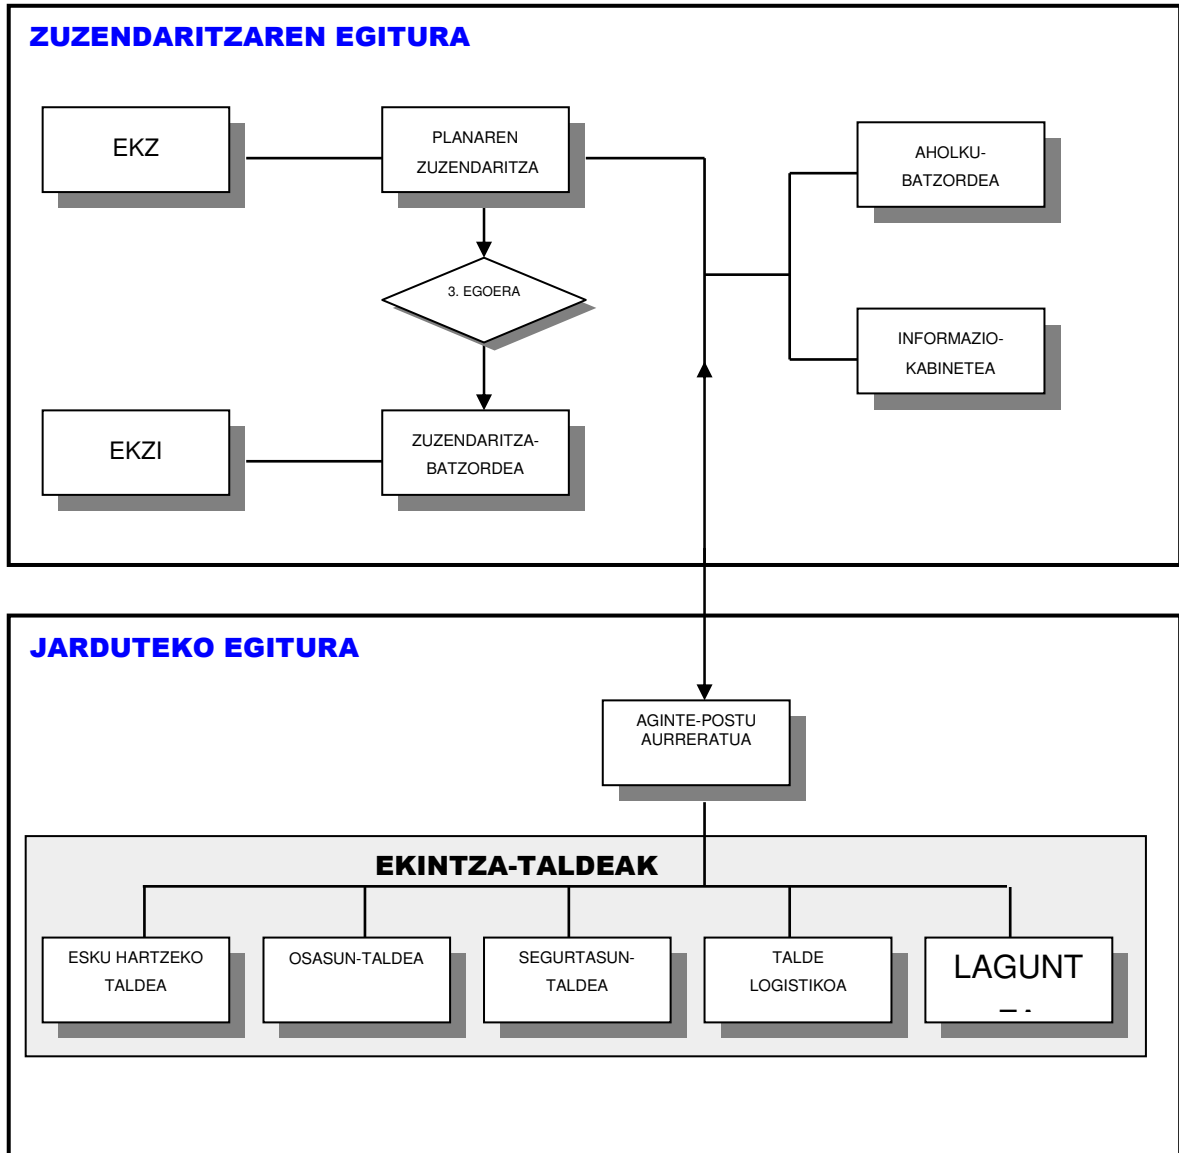 ZUZENDARITZAREN EGITURA
EKZ
PLANAREN
ZUZENDARITZA
AHOLKU-
BATZORDEA
3. EGOERA
INFORMAZIO-
KABINETEA
EKZI
ZUZENDARITZA-
BATZORDEA
JARDUTEKO EGITURA
AGINTE-POSTU
AURRERATUA
EKINTZA-TALDEAK
ESKU HARTZEKO
TALDEA
OSASUN-TALDEA
SEGURTASUN-
TALDEA
TALDE
LOGISTIKOA
LAGUNT